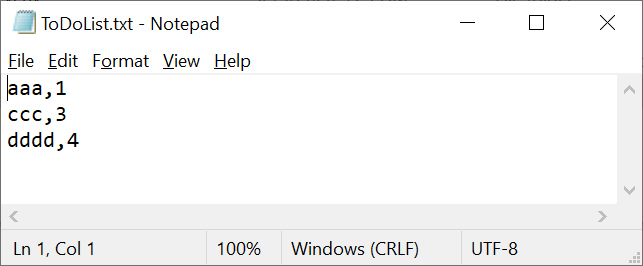 ToDoList.txt - Notepad
File Edit Format View Help
aaa,1
ccc,3
dddd,4
Ln 1, Col 1 100% Windows (CRLF) UTF-8